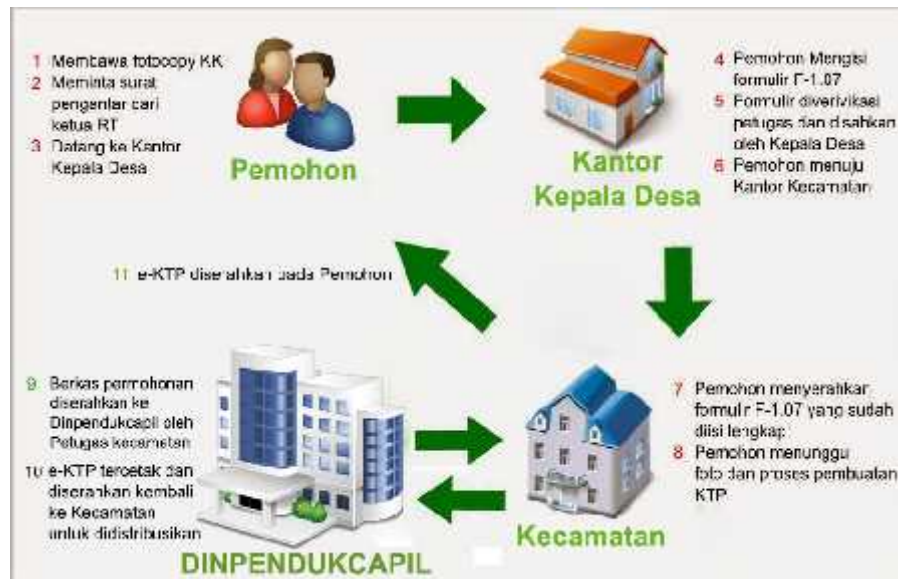 1 Membawa fotocopy KK
2 Meminta surat
pengantar dari
ketua RT
3 Datang ke Kantor
Kepala Desa
Pemohon
Kantor
Kepala Desa
4 Pemohon Mengisi
formulir F-1.07
5 Formulir diverivikasi
petugas dan disahkan
oleh Kepala Desa
6 Pemohon menuju
Kantor Kecamatan
11 e-KTP diserahkan pada Pemohon
7 Pemohon menyerahkan
formulir F-1.07 yang sudah
diisi lengkap
8 Pemohon menunggu
foto dan proses pembuatan
KTP
9 Berkas permohonan
diserahkan ke
Dinpendukcapil oleh
Petugas kecamatan
10 e-KTP tercetak dan
diserahkan kembali
ke Kecamatan
untuk didistribusikan
DINPENDUKCAPIL
Kecamatan